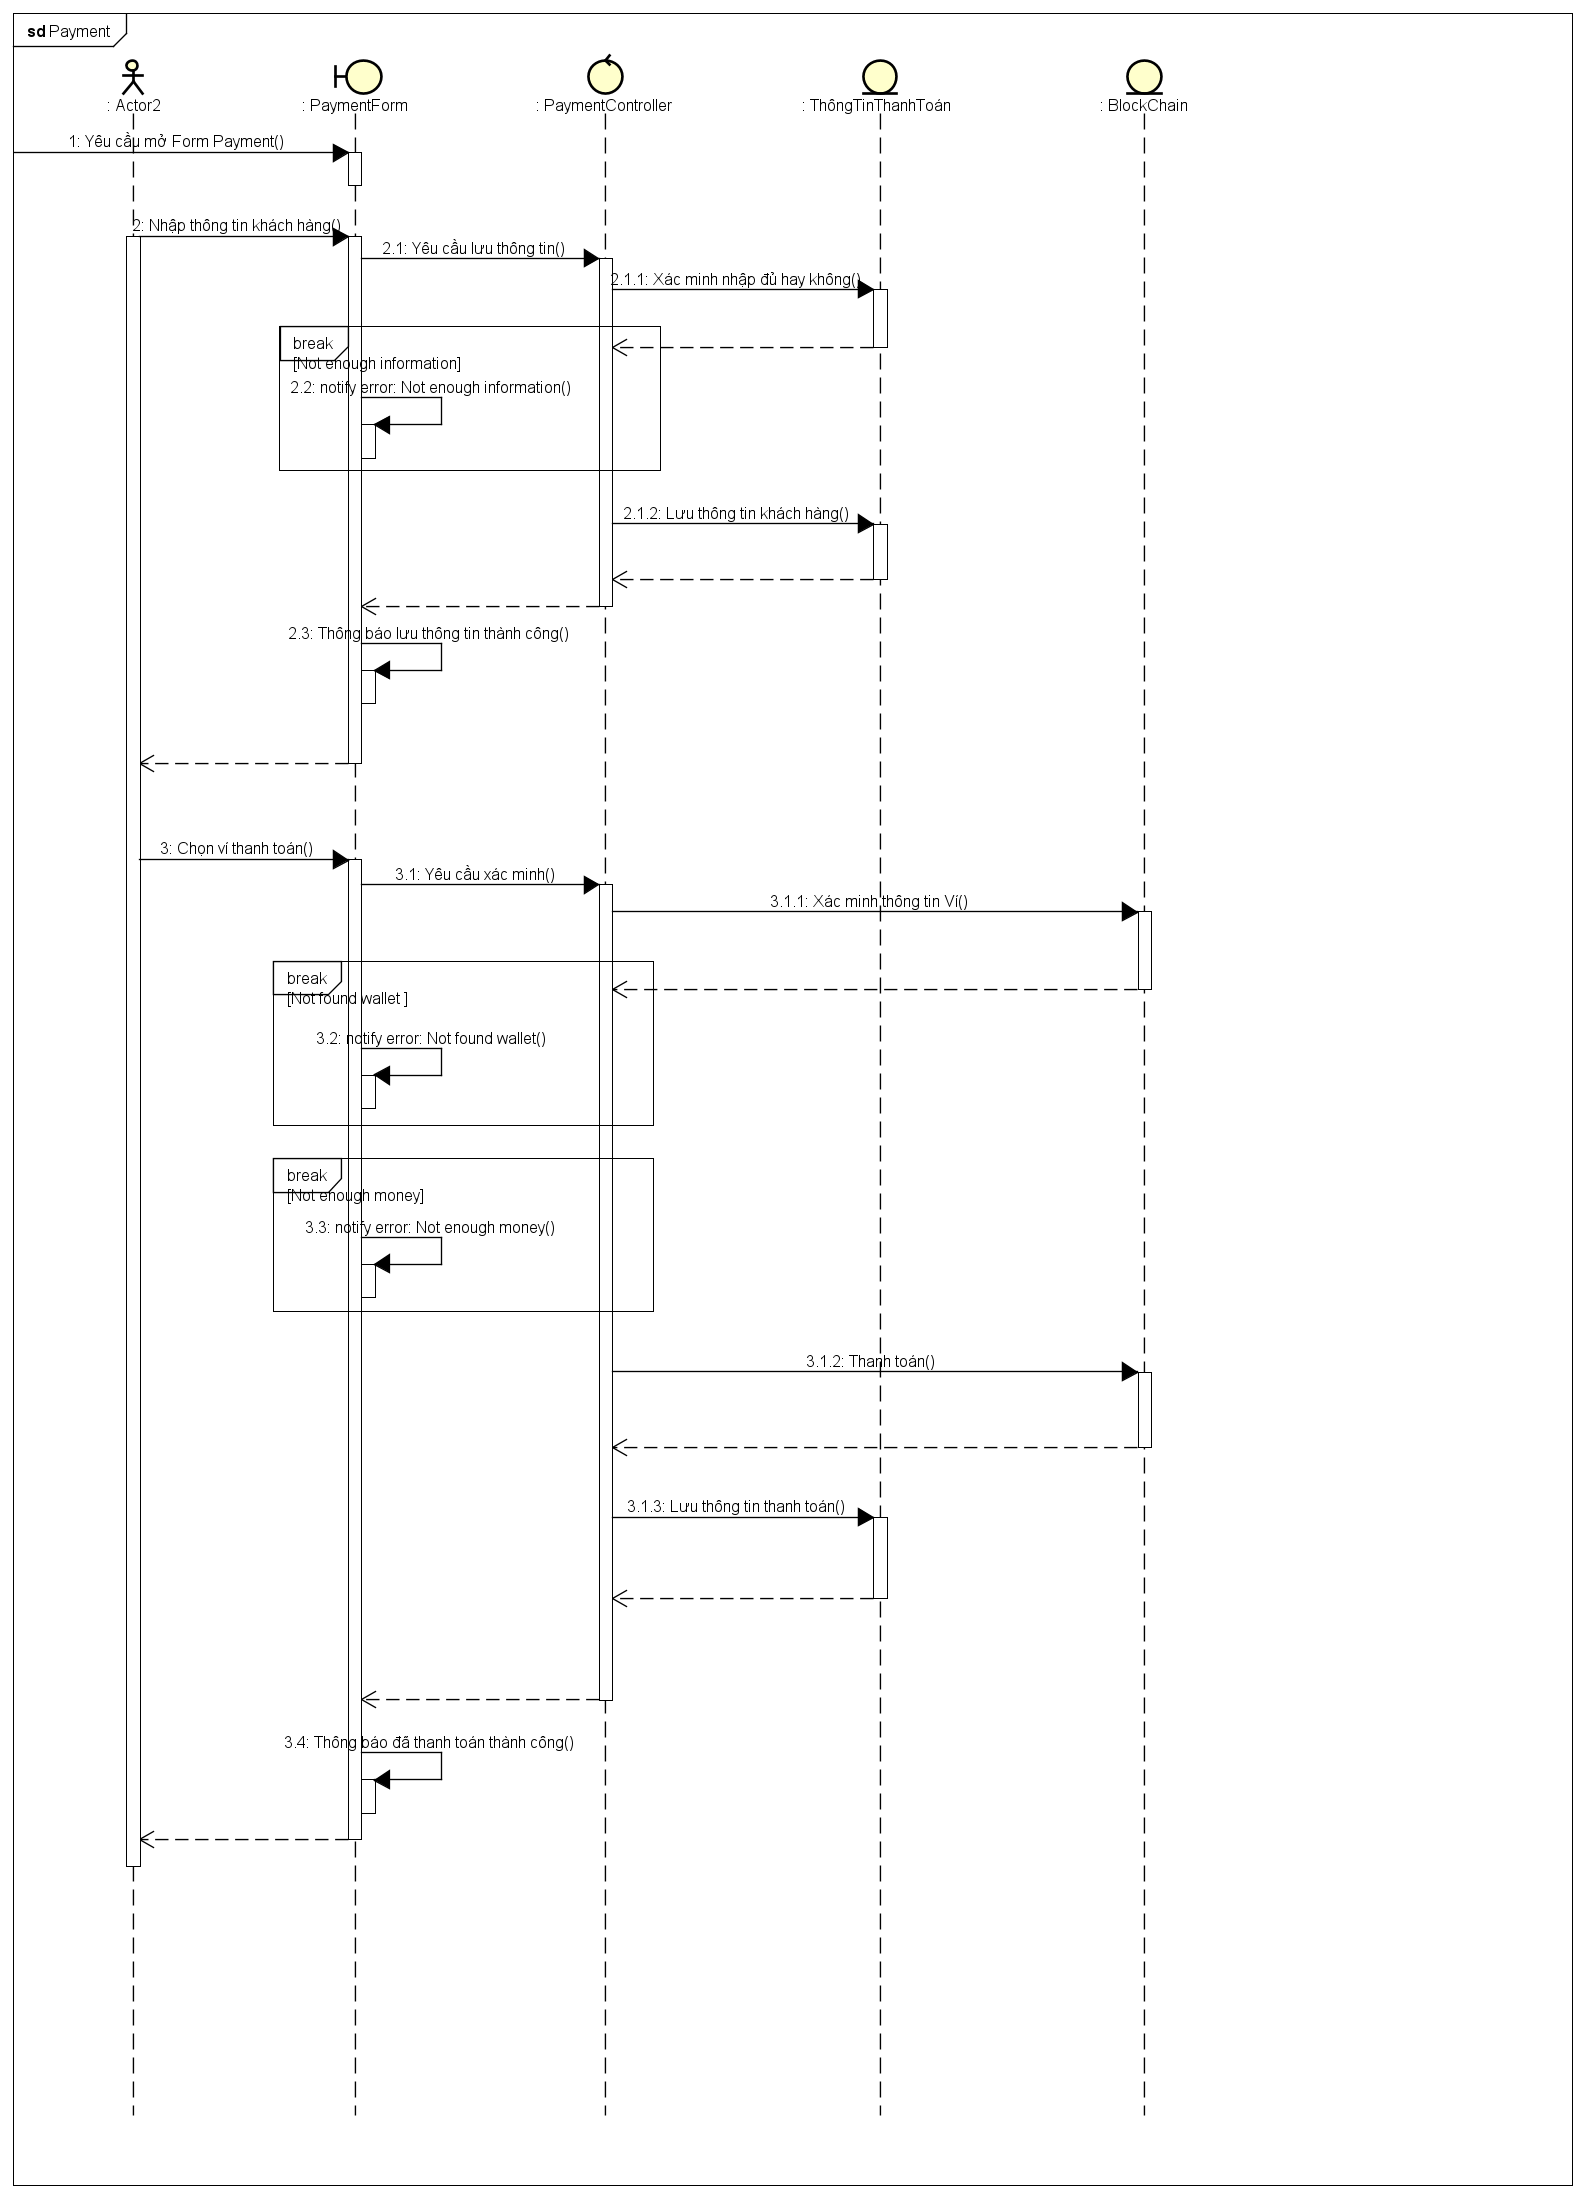 sd Payment
: Actor2
: PaymentForm
: PaymentController
: ThôngTinThanhToán
: BlockChain
1: Yêu cầu mở Form Payment()
2: Nhập thông tin khách hàng()
2.1: Yêu cầu lưu thông tin()
2.1.1: Xác minh nhập đủ hay không()
break
[Not enough information]
2.2: notify error: Not enough information()
2.1.2: Lưu thông tin khách hàng()
2.3: Thông báo lưu thông tin thành công()
3: Chọn ví thanh toán()
3.1: Yêu cầu xác minh()
3.1.1: Xác minh thông tin Ví()
break
[Not found wallet ]
3.2: notify error: Not found wallet()
break
[Not enough money]
3.3: notify error: Not enough money()
3.1.2: Thanh toán()
3.1.3: Lưu thông tin thanh toán()
3.4: Thông báo đã thanh toán thành công()